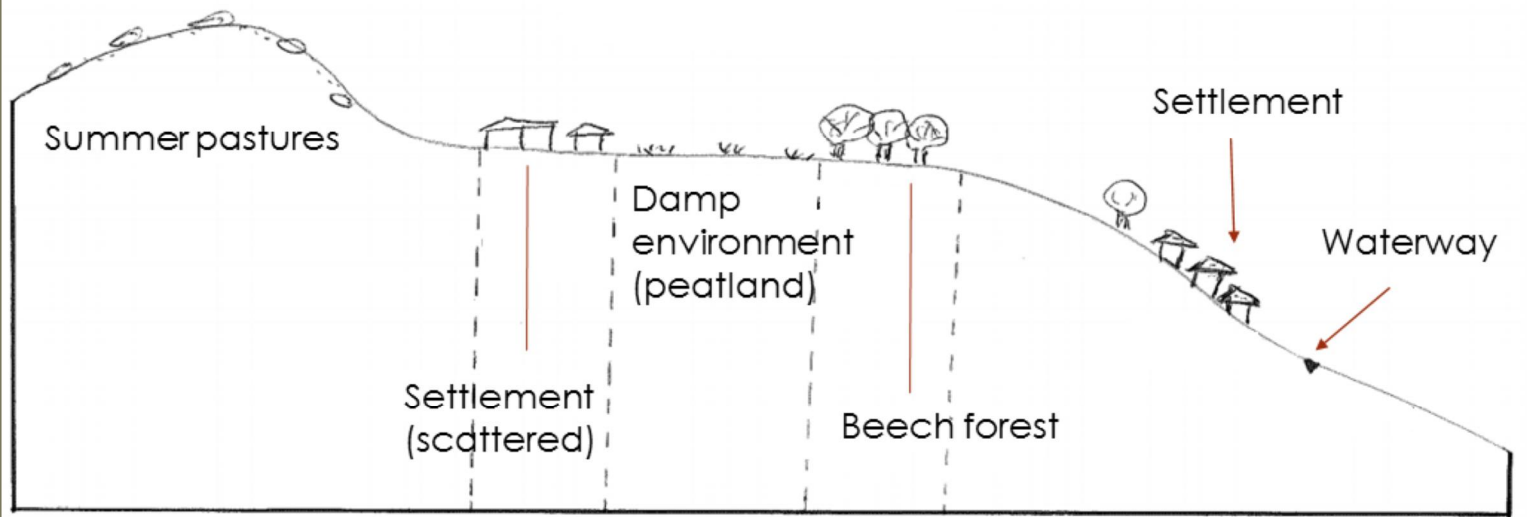 Summer pastures
Settlement
(scattered)
Damp
environment
(peatland)
Beech forest
Settlement
Waterway